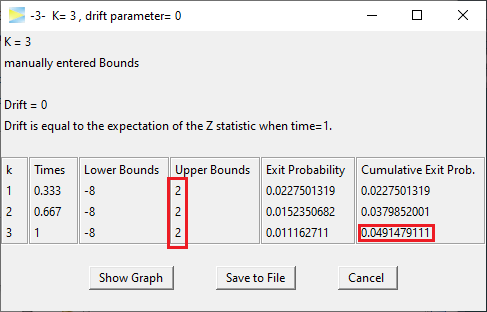 -3-  K= 3 , drift parameter= 0
K = 3
manually entered Bounds
Drift = 0
Drift is equal to the expectation of the Z statistic when time=1.
k Times Lower Bounds Upper Bounds Exit Probability Cumulative Exit Prob.
1 0.333 -8 2 0.0227501319 0.0227501319
2 0.667 -8 2 0.0152350682 0.0379852001
3 1 -8 2 0.011162711 0.0491479111
Show Graph Save to File Cancel